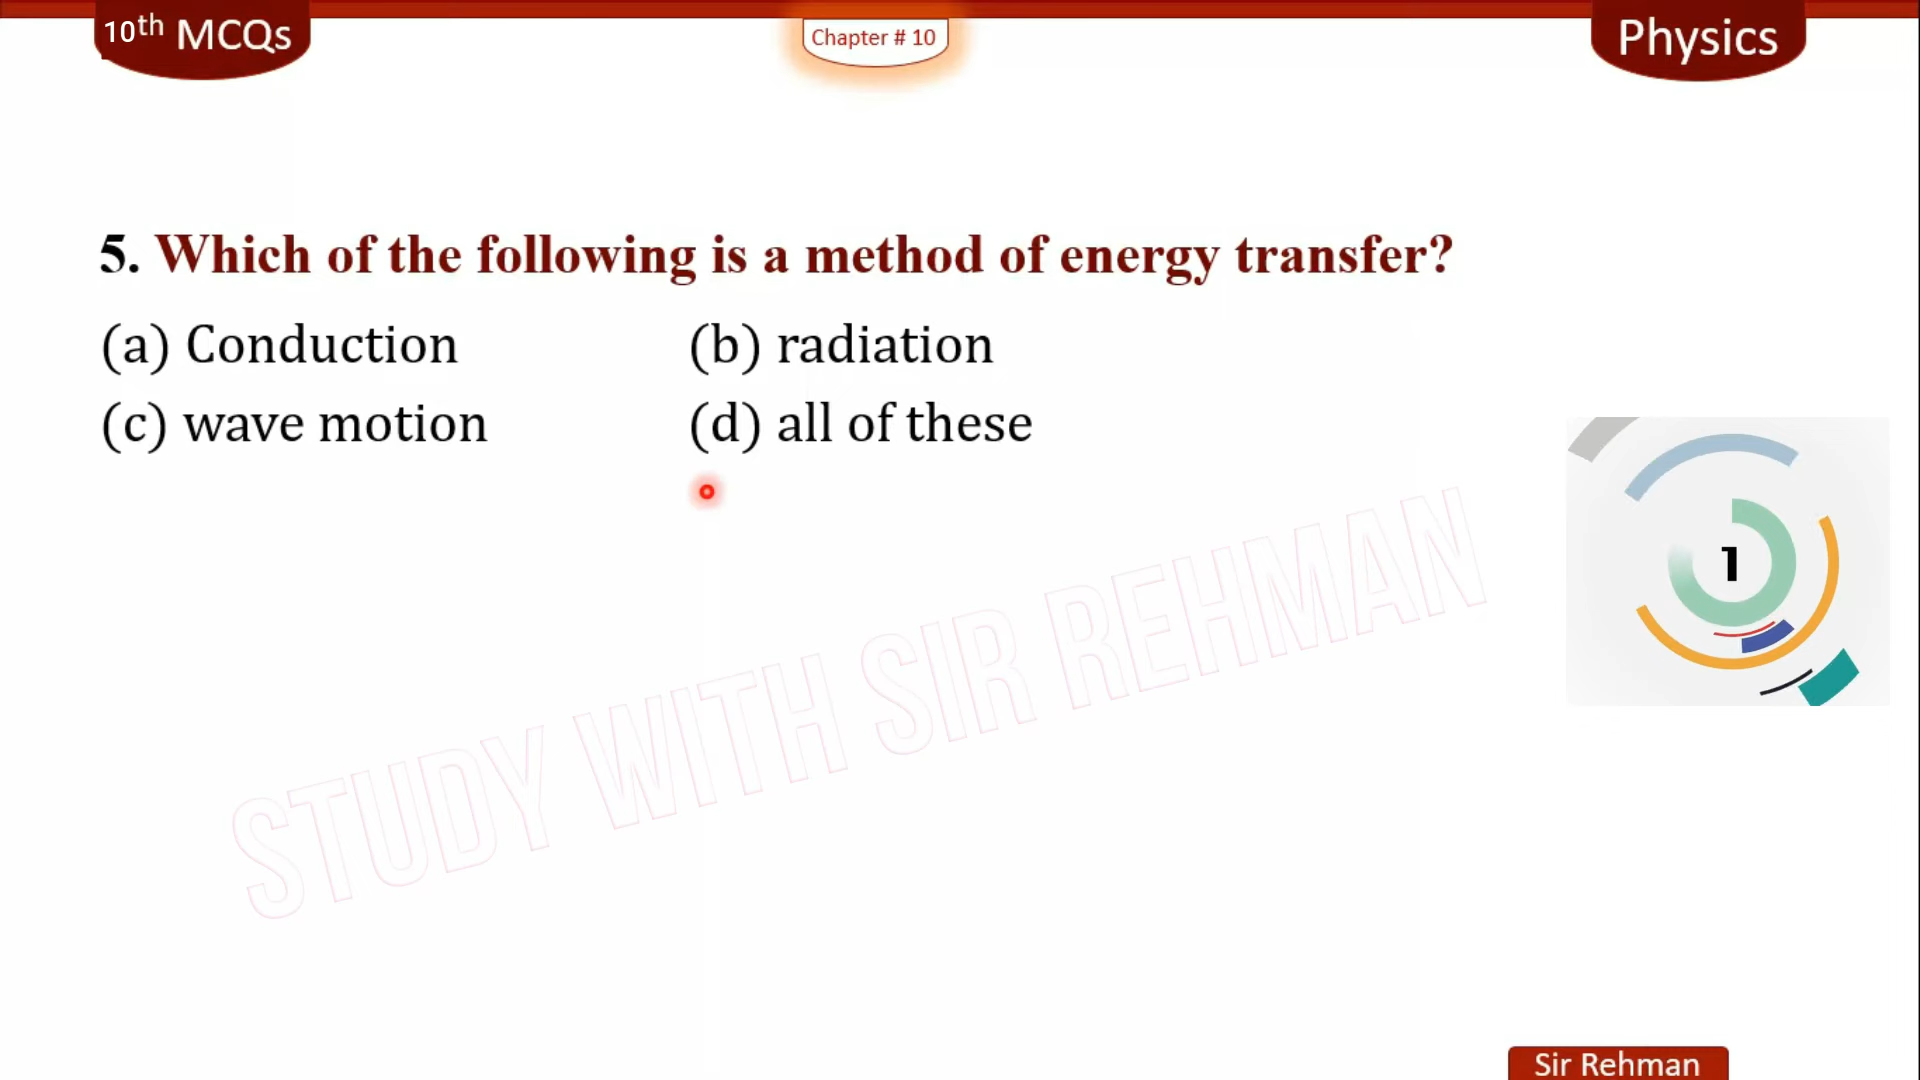 10th MCQs
Chapter # 10
Physics
5. Which of the following is a method of energy transfer?
(a) Conduction (b) radiation
(c) wave motion (d) all of these
1
STUDY WITH SIR REHMAN
Sir Rehman